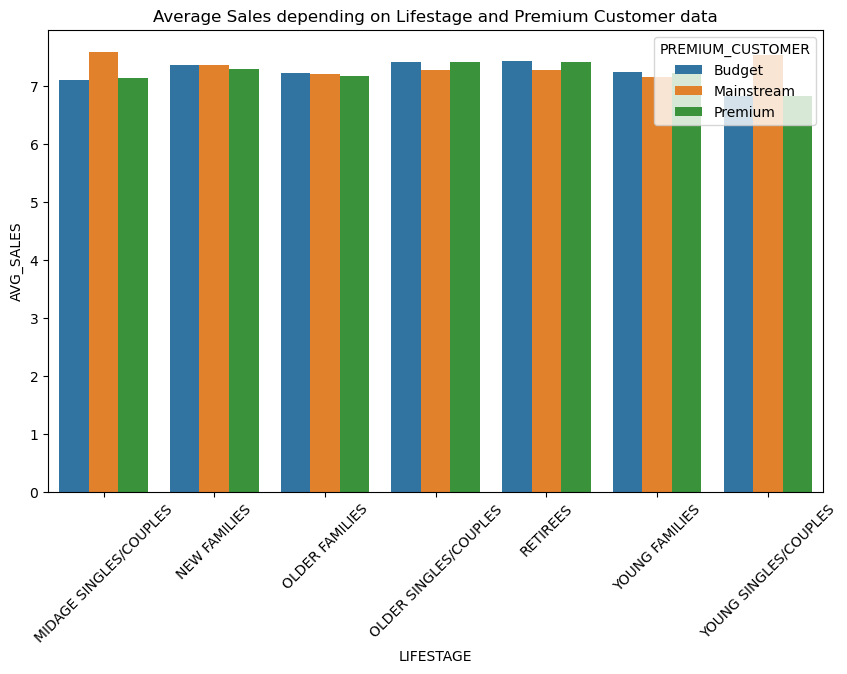 Average Sales depending on Lifestage and Premium Customer data
PREMIUM_CUSTOMER
Budget
Mainstream
Premium
AVG_SALES
7
6
5
4
3
2
1
0
MIDAGE SINGLES/COUPLES
NEW FAMILIES
OLDER FAMILIES
OLDER SINGLES/COUPLES
RETIREES
YOUNG FAMILIES
YOUNG SINGLES/COUPLES
LIFESTAGE